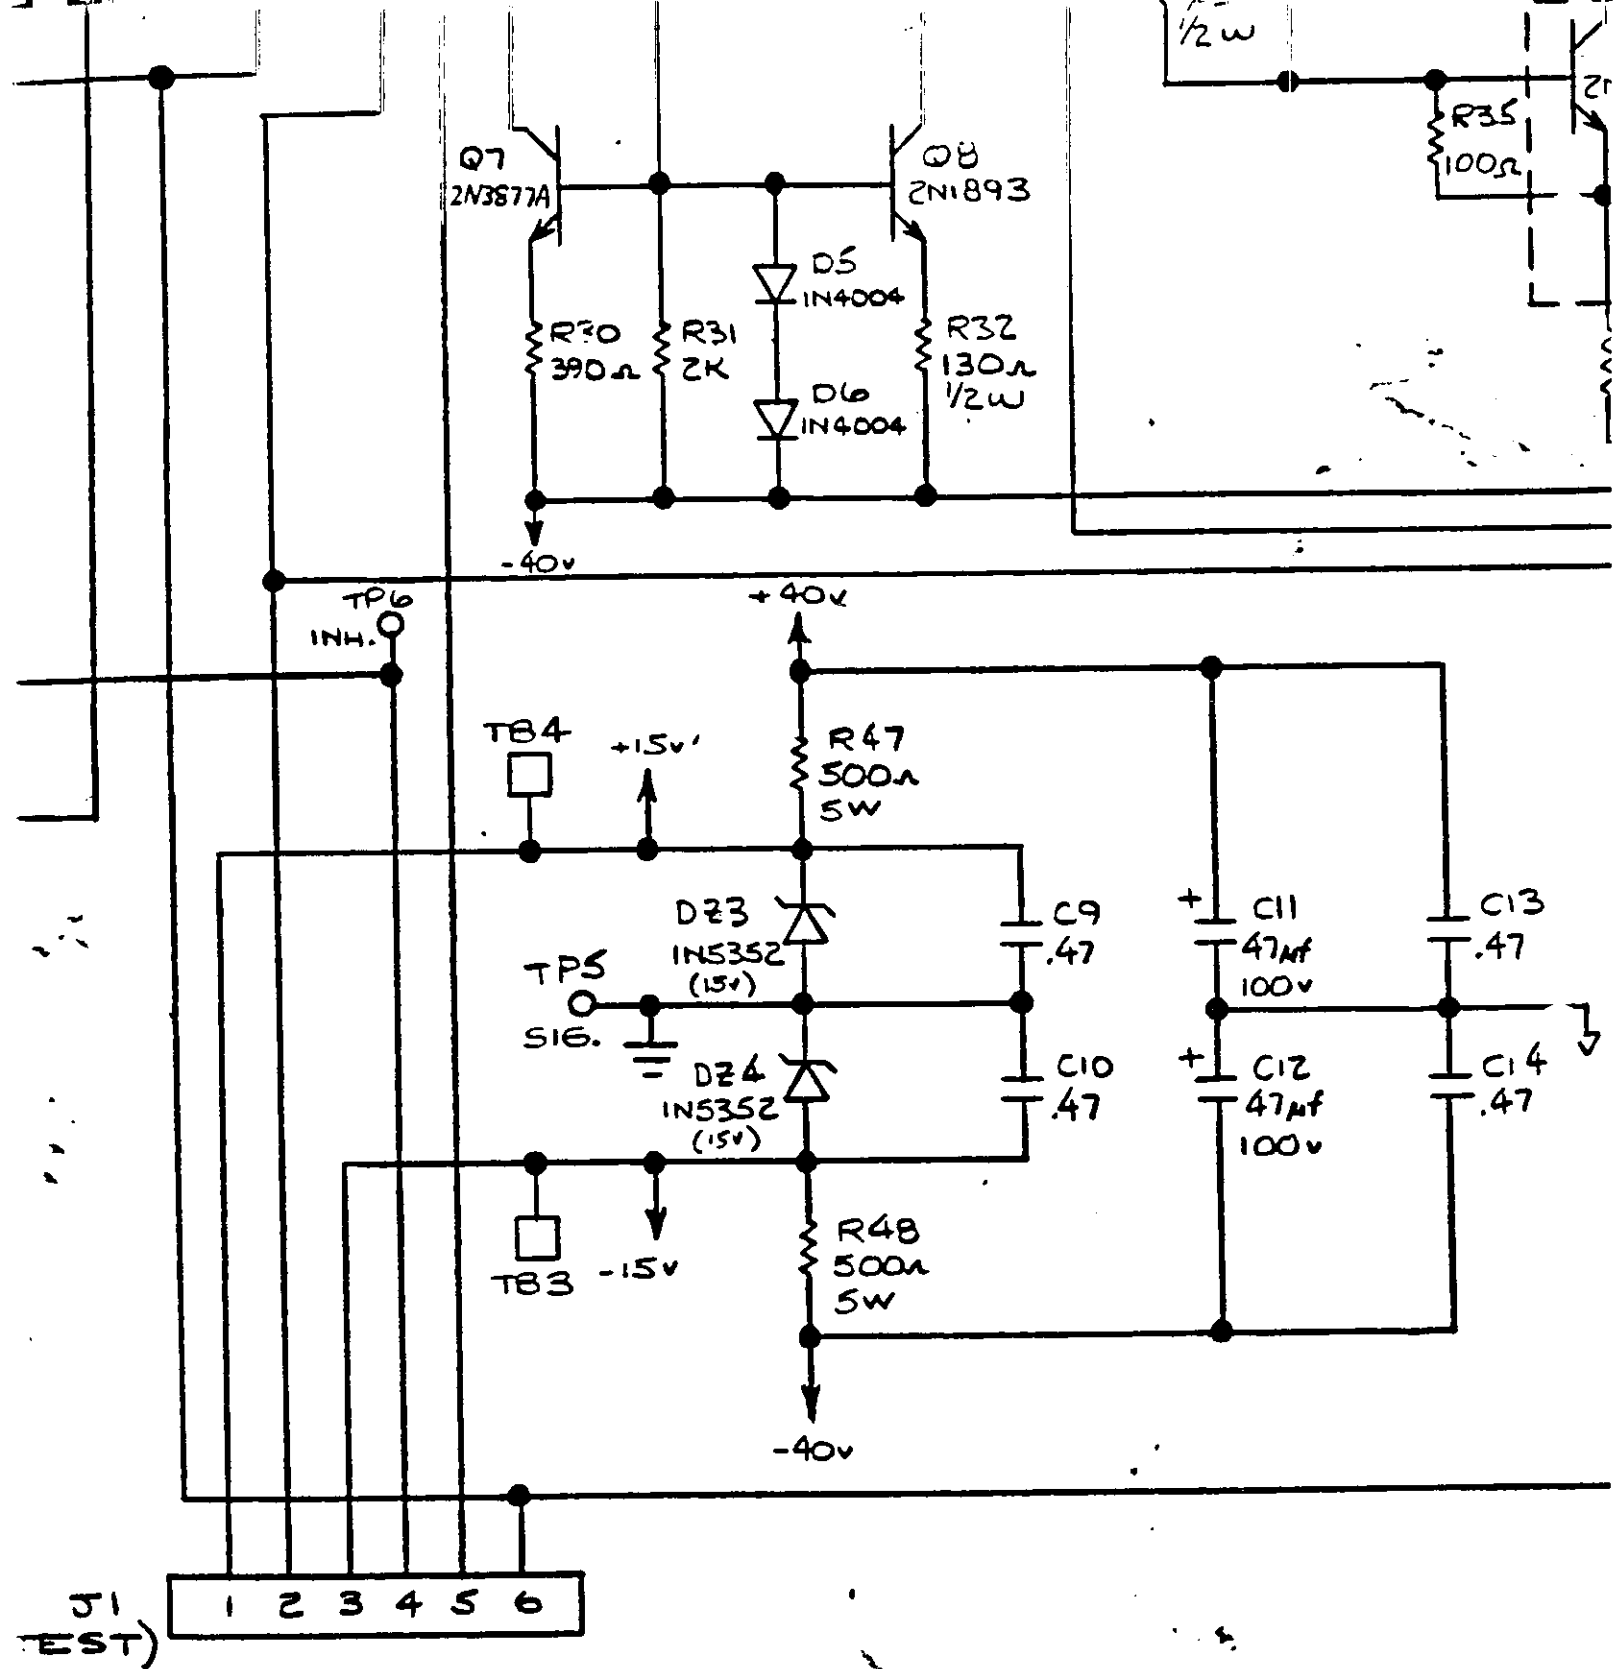 1/2 W
R35
100Ω
Q7
2N3877A
Q8
2N1893
D5
1N4004
R30
390Ω
R31
2K
R32
130Ω
1/2 W
D6
1N4004
-40v
TP6
INH.
+40v
TB4
+15v
R47
500Ω
5W
DZ3
1N5352
(15v)
C9
.47
+
C11
47µf
100v
C13
.47
TP5
SIG.
DZ4
1N5352
(15v)
C10
.47
+
C12
47µf
100v
C14
.47
TB3
-15v
R48
500Ω
5W
-40v
J1
EST)
1 2 3 4 5 6